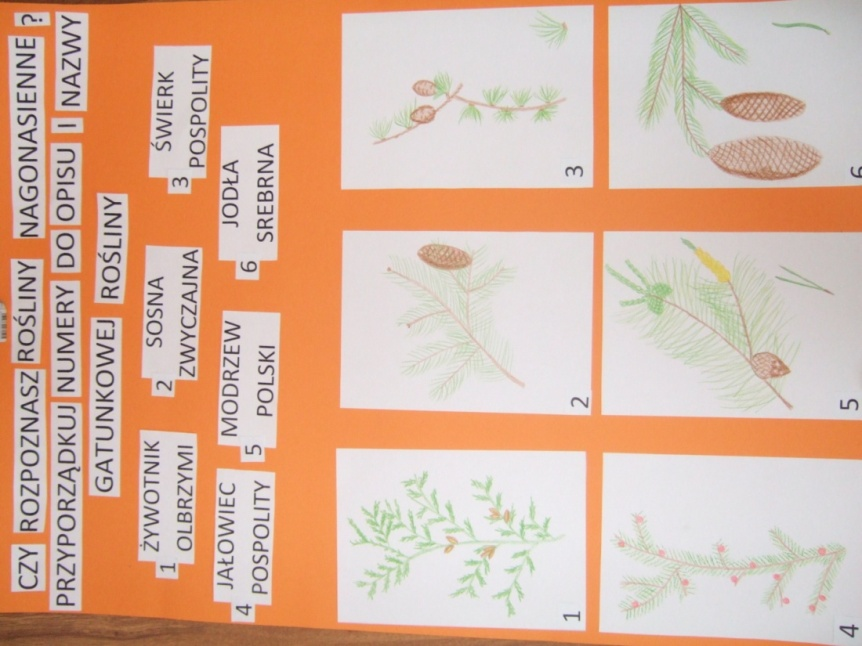 CZY ROZPOZNASZ ROŚLINY NAGONASIENNE ?
PRZYPORZĄDKUJ NUMERY DO OPISU I NAZWY
GATUNKOWEJ ROŚLINY
1 ŻYWOTNIK
OLBRZYMI
2 SOSNA
ZWYCZAJNA
3 ŚWIERK
POSPOLITY
4 JAŁOWIEC
POSPOLITY
5 MODRZEW
POLSKI
6 JODŁA
SREBRNA
1
2
3
4
5
6